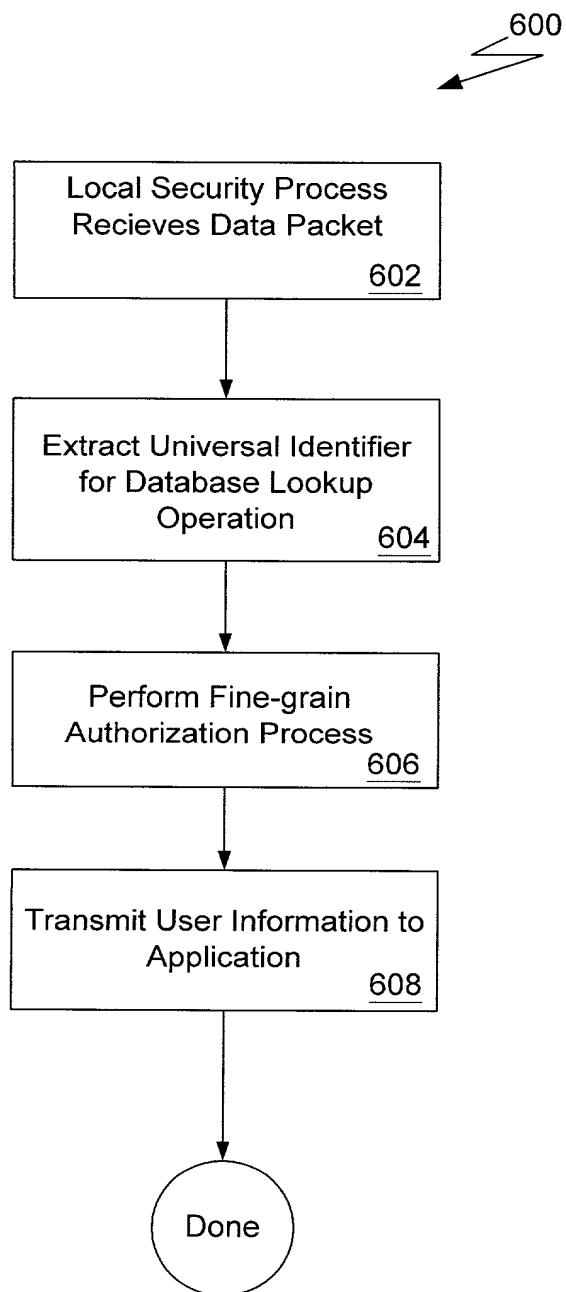 600
Local Security Process
Recieves Data Packet
602
Extract Universal Identifier
for Database Lookup
Operation
604
Perform Fine-grain
Authorization Process
606
Transmit User Information to
Application
608
Done